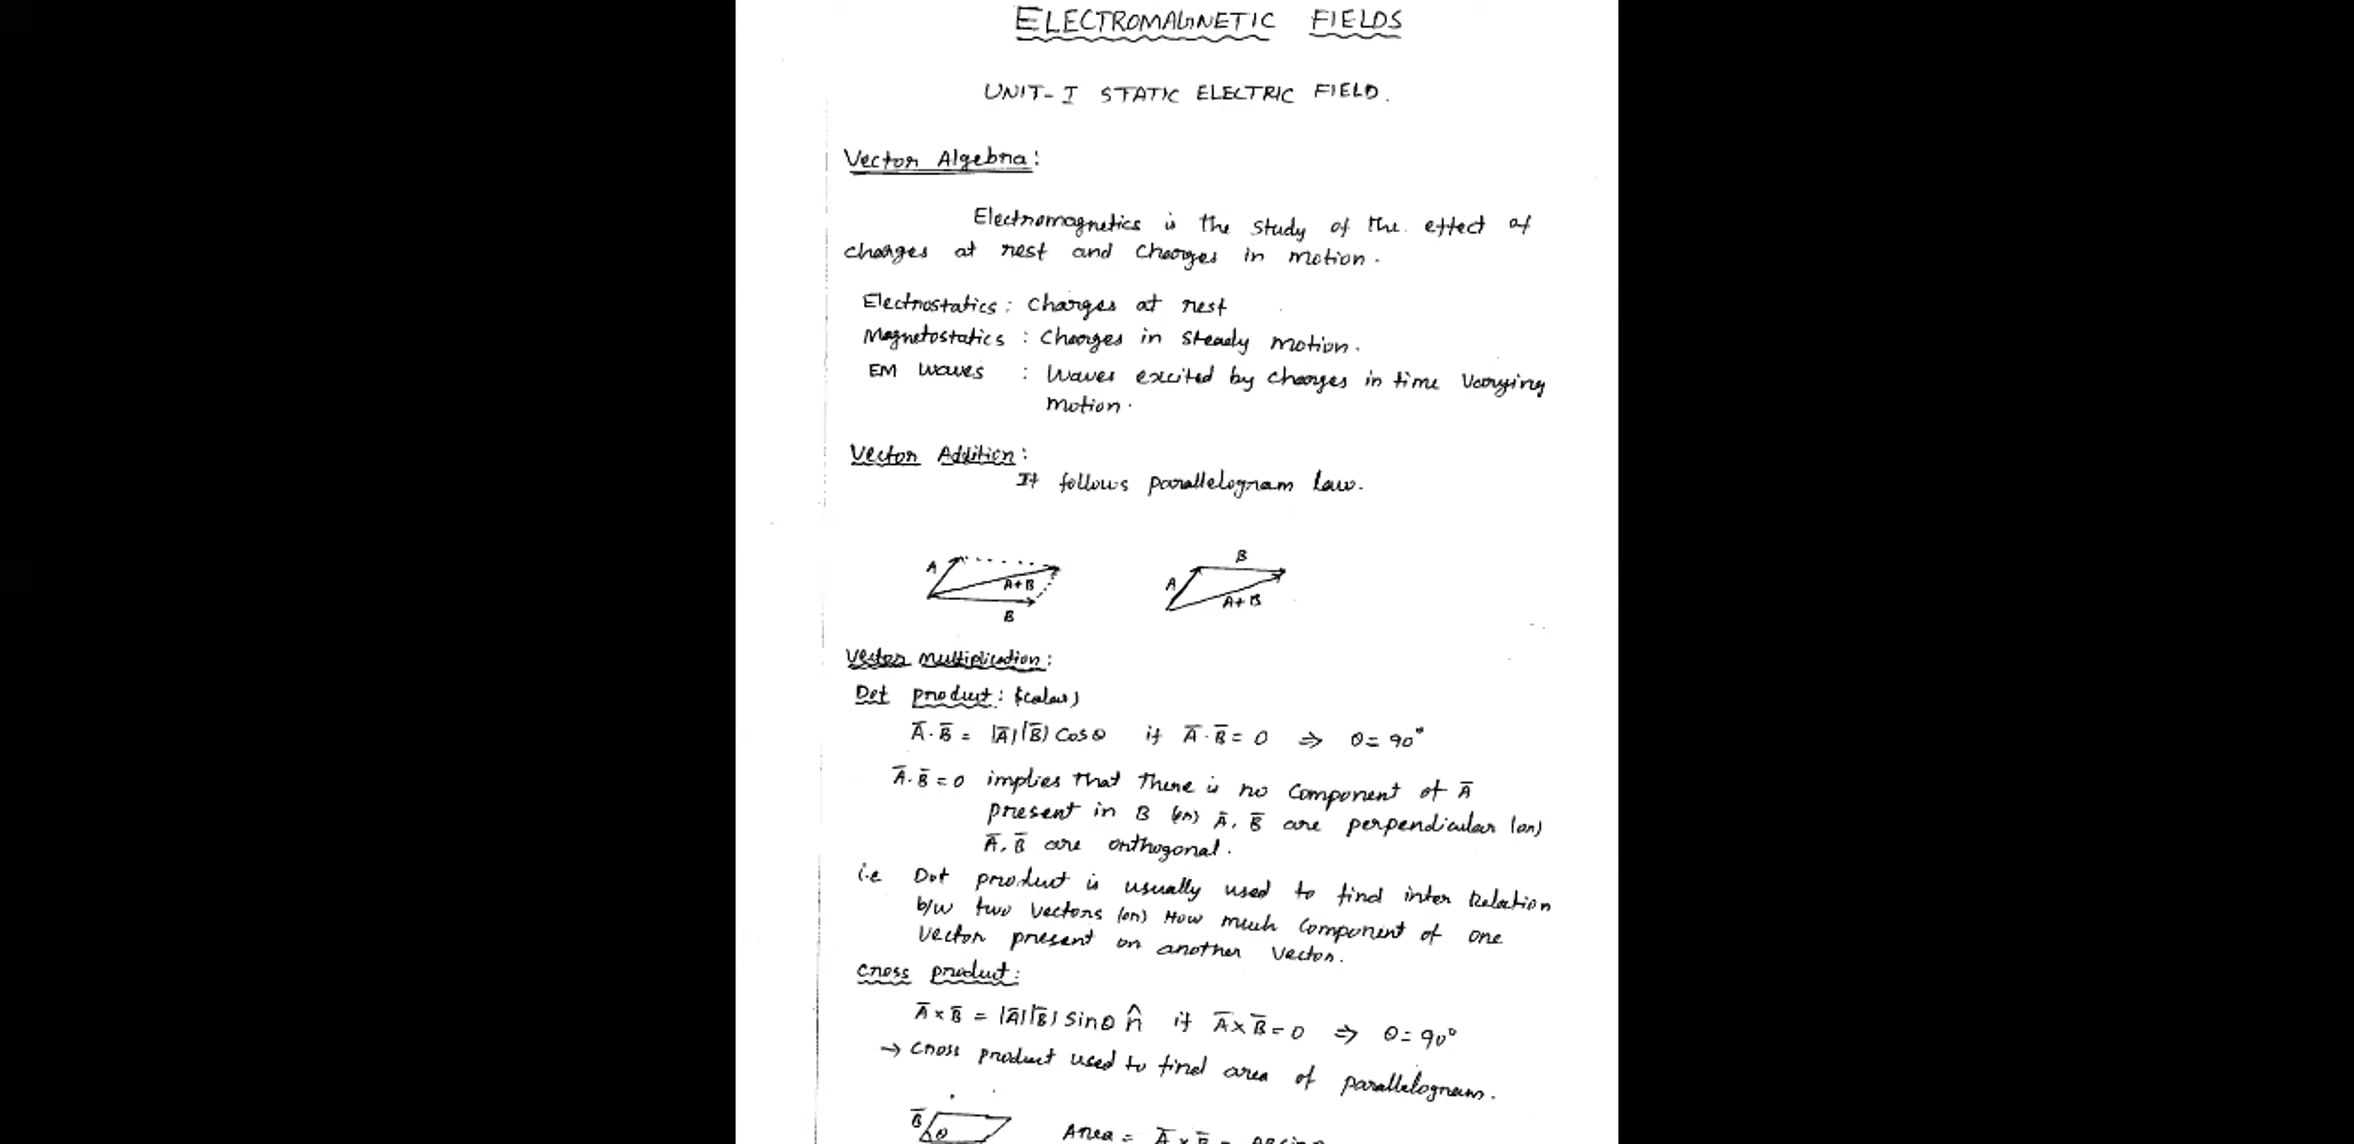 ELECTROMAGNETIC FIELDS
UNIT-I STATIC ELECTRIC FIELD.
Vector Algebra:
Electromagnetics is the study of the effect of
charges at rest and charges in motion.
Electrostatics: Charges at rest
Magnetostatics : Charges in steady motion.
EM waves : Waves excited by charges in time varying
motion.
Vector Addition:
It follows parallelogram law.
A A+B B
B A A+B
Vector multiplication:
Dot product: (scalar)
A̅·B̅ = |A̅||B̅| Cosθ if A̅·B̅ = 0 ⇒ θ = 90°
A̅·B̅ = 0 implies that there is no component of A̅
present in B (or) A̅, B̅ are perpendicular (or)
A̅, B̅ are orthogonal.
i.e Dot product is usually used to find inter Relation
b/w two vectors (or) How much component of one
vector present on another vector.
Cross product:
A̅×B̅ = |A̅||B̅| sinθ n̂ if A̅×B̅ = 0 ⇒ θ = 90°
→ Cross product used to find area of parallelogram.
B̅ θ Area = A̅×B̅ =